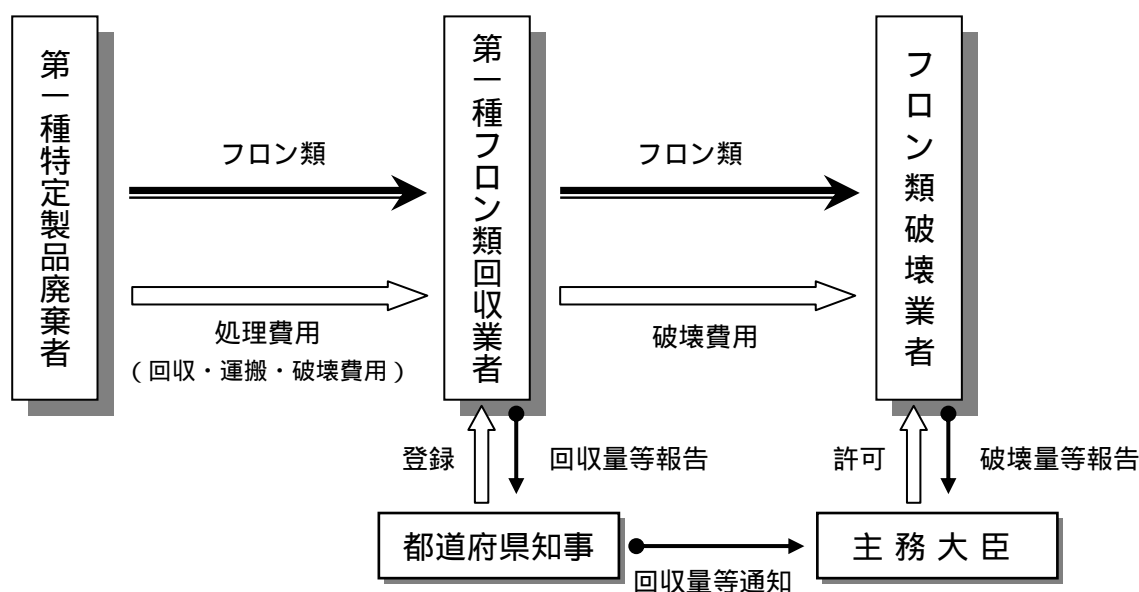 第一種特定製品廃棄者
フロン類
処理費用
(回収・運搬・破壊費用)
第一種フロン類回収業者
フロン類
破壊費用
フロン類破壊業者
登録
回収量等報告
許可
破壊量等報告
都道府県知事
回収量等通知
主務大臣